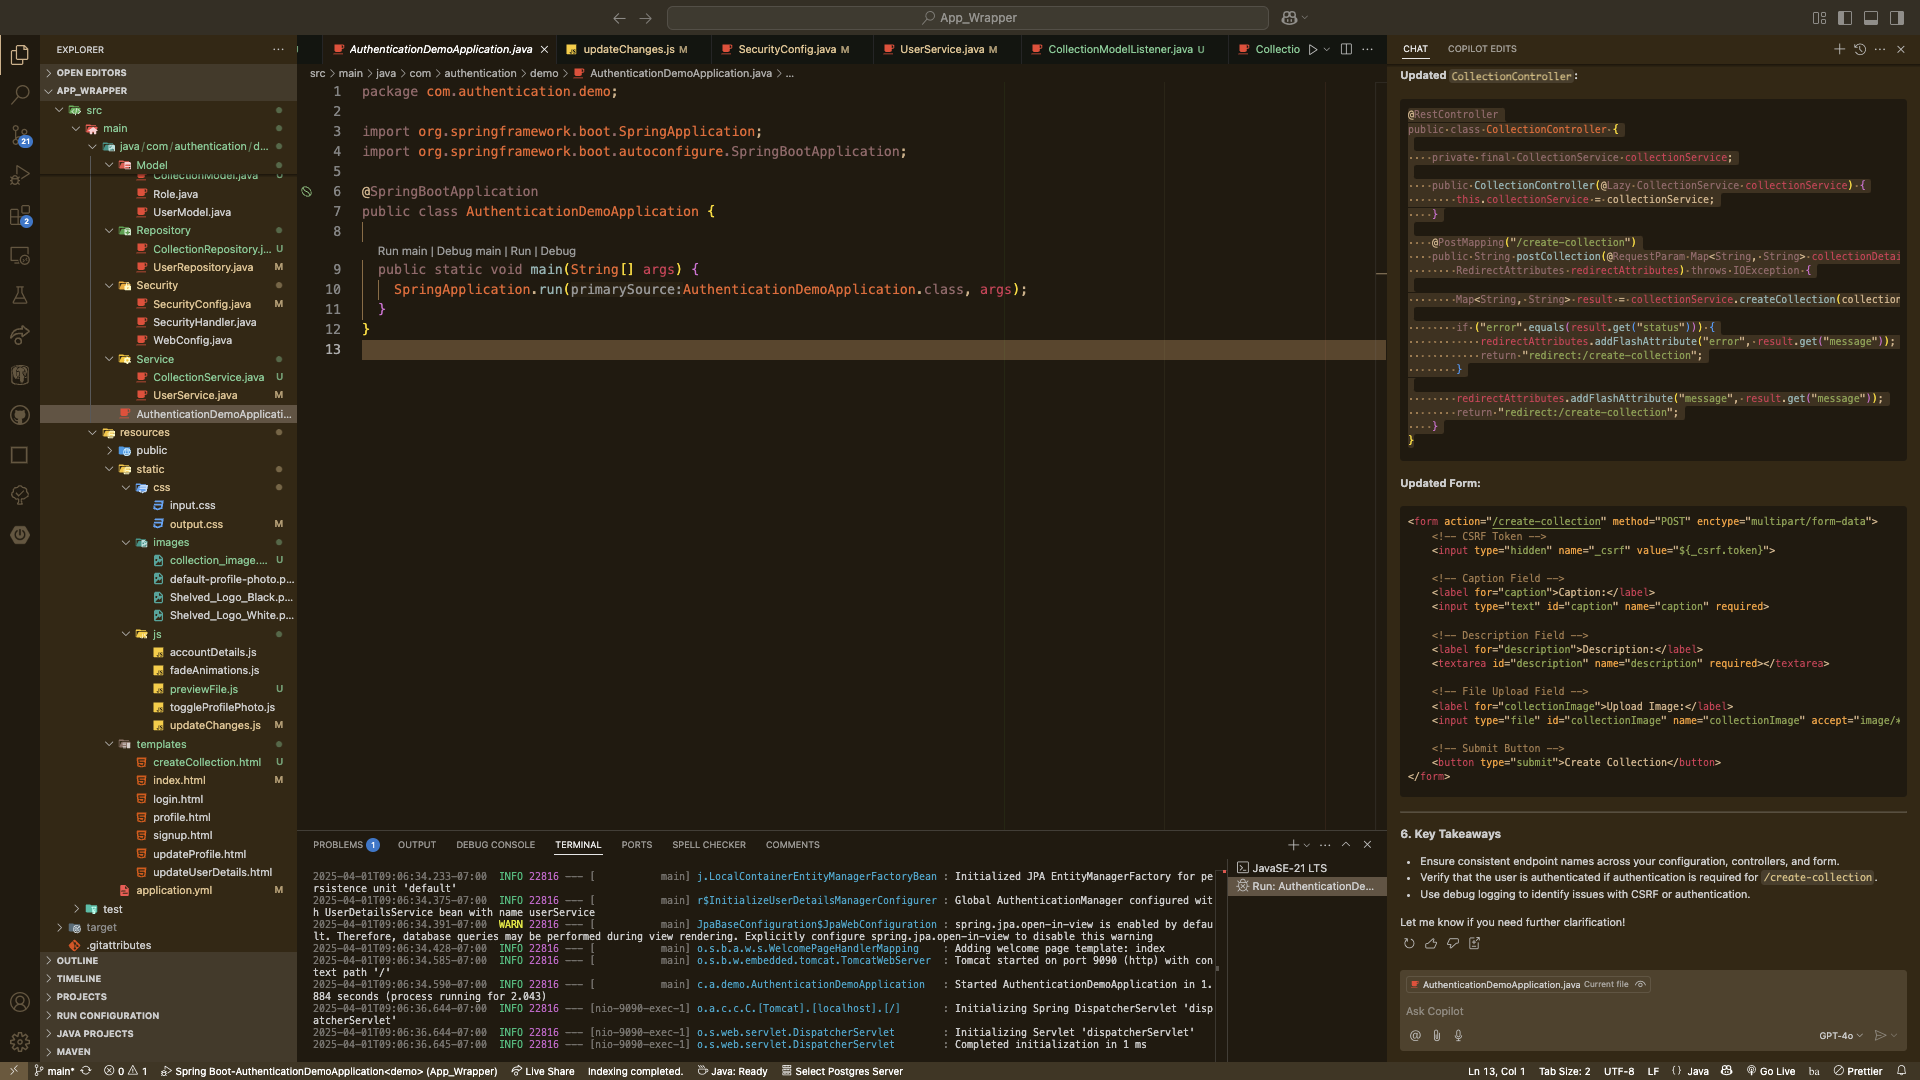 App_Wrapper
EXPLORER
OPEN EDITORS
APP_WRAPPER
src
main
java/com/authentication/d...
Model
CollectionModel.java U
Role.java
UserModel.java
Repository
CollectionRepository.j... U
UserRepository.java M
Security
SecurityConfig.java M
SecurityHandler.java
WebConfig.java
Service
CollectionService.java U
UserService.java M
AuthenticationDemoApplicati...
resources
public
static
css
input.css
output.css M
images
collection_image.... U
default-profile-photo.p...
Shelved_Logo_Black.p...
Shelved_Logo_White.p...
js
accountDetails.js
fadeAnimations.js
previewFile.js U
toggleProfilePhoto.js
updateChanges.js M
templates
createCollection.html U
index.html M
login.html
profile.html
signup.html
updateProfile.html
updateUserDetails.html
application.yml M
test
target
.gitattributes
OUTLINE
TIMELINE
PROJECTS
RUN CONFIGURATION
JAVA PROJECTS
MAVEN
21
2
AuthenticationDemoApplication.java
updateChanges.js M
SecurityConfig.java M
UserService.java M
CollectionModelListener.java U
Collectio
src > main > java > com > authentication > demo > AuthenticationDemoApplication.java > ...
1 package com.authentication.demo;
2
3 import org.springframework.boot.SpringApplication;
4 import org.springframework.boot.autoconfigure.SpringBootApplication;
5
6 @SpringBootApplication
7 public class AuthenticationDemoApplication {
8
Run main | Debug main | Run | Debug
9 public static void main(String[] args) {
10 SpringApplication.run(primarySource:AuthenticationDemoApplication.class, args);
11 }
12 }
13
PROBLEMS 1 OUTPUT DEBUG CONSOLE TERMINAL PORTS SPELL CHECKER COMMENTS
2025-04-01T09:06:34.233-07:00 INFO 22816 --- [ main] j.LocalContainerEntityManagerFactoryBean : Initialized JPA EntityManagerFactory for pe
rsistence unit 'default'
2025-04-01T09:06:34.375-07:00 INFO 22816 --- [ main] r$InitializeUserDetailsManagerConfigurer : Global AuthenticationManager configured wit
h UserDetailsService bean with name userService
2025-04-01T09:06:34.391-07:00 WARN 22816 --- [ main] JpaBaseConfiguration$JpaWebConfiguration : spring.jpa.open-in-view is enabled by defau
lt. Therefore, database queries may be performed during view rendering. Explicitly configure spring.jpa.open-in-view to disable this warning
2025-04-01T09:06:34.428-07:00 INFO 22816 --- [ main] o.s.b.a.w.s.WelcomePageHandlerMapping : Adding welcome page template: index
2025-04-01T09:06:34.585-07:00 INFO 22816 --- [ main] o.s.b.w.embedded.tomcat.TomcatWebServer : Tomcat started on port 9090 (http) with con
text path '/'
2025-04-01T09:06:34.590-07:00 INFO 22816 --- [ main] c.a.demo.AuthenticationDemoApplication : Started AuthenticationDemoApplication in 1.
884 seconds (process running for 2.043)
2025-04-01T09:06:36.644-07:00 INFO 22816 --- [nio-9090-exec-1] o.a.c.c.C.[Tomcat].[localhost].[/] : Initializing Spring DispatcherServlet 'disp
atcherServlet'
2025-04-01T09:06:36.644-07:00 INFO 22816 --- [nio-9090-exec-1] o.s.web.servlet.DispatcherServlet : Initializing Servlet 'dispatcherServlet'
2025-04-01T09:06:36.645-07:00 INFO 22816 --- [nio-9090-exec-1] o.s.web.servlet.DispatcherServlet : Completed initialization in 1 ms
JavaSE-21 LTS
Run: AuthenticationDe...
CHAT COPILOT EDITS
Updated CollectionController:
@RestController
public class CollectionController {
private final CollectionService collectionService;
public CollectionController(@Lazy CollectionService collectionService) {
this.collectionService = collectionService;
}
@PostMapping("/create-collection")
public String postCollection(@RequestParam Map<String, String> collectionDetai
RedirectAttributes redirectAttributes) throws IOException {
Map<String, String> result = collectionService.createCollection(collection
if ("error".equals(result.get("status"))) {
redirectAttributes.addFlashAttribute("error", result.get("message"));
return "redirect:/create-collection";
}
redirectAttributes.addFlashAttribute("message", result.get("message"));
return "redirect:/create-collection";
}
}
Updated Form:
<form action="/create-collection" method="POST" enctype="multipart/form-data">
<!-- CSRF Token -->
<input type="hidden" name="_csrf" value="${_csrf.token}">
<!-- Caption Field -->
<label for="caption">Caption:</label>
<input type="text" id="caption" name="caption" required>
<!-- Description Field -->
<label for="description">Description:</label>
<textarea id="description" name="description" required></textarea>
<!-- File Upload Field -->
<label for="collectionImage">Upload Image:</label>
<input type="file" id="collectionImage" name="collectionImage" accept="image/*
<!-- Submit Button -->
<button type="submit">Create Collection</button>
</form>
6. Key Takeaways
• Ensure consistent endpoint names across your configuration, controllers, and form.
• Verify that the user is authenticated if authentication is required for /create-collection.
• Use debug logging to identify issues with CSRF or authentication.
Let me know if you need further clarification!
AuthenticationDemoApplication.java Current file
Ask Copilot
GPT-4o
main* 0 1 Spring Boot-AuthenticationDemoApplication<demo> (App_Wrapper) Live Share Indexing completed. Java: Ready Select Postgres Server
Ln 13, Col 1 Tab Size: 2 UTF-8 LF { } Java Go Live ba Prettier